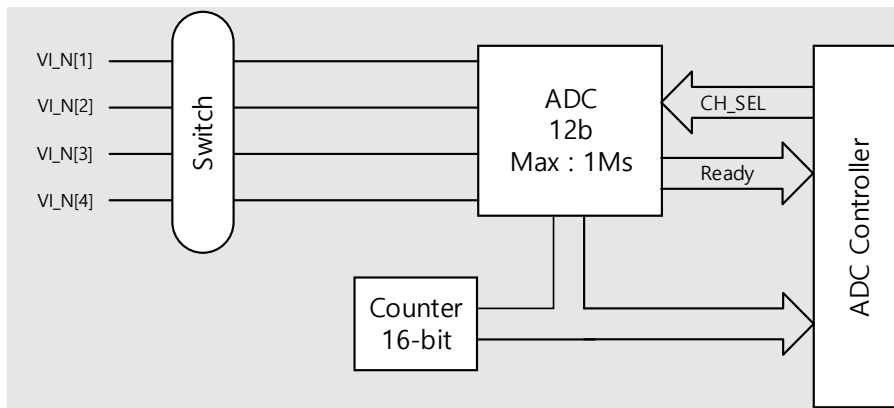 VI_N[1]
VI_N[2]
VI_N[3]
VI_N[4]
Switch
ADC
12b
Max : 1Ms
CH_SEL
Ready
Counter
16-bit
ADC Controller